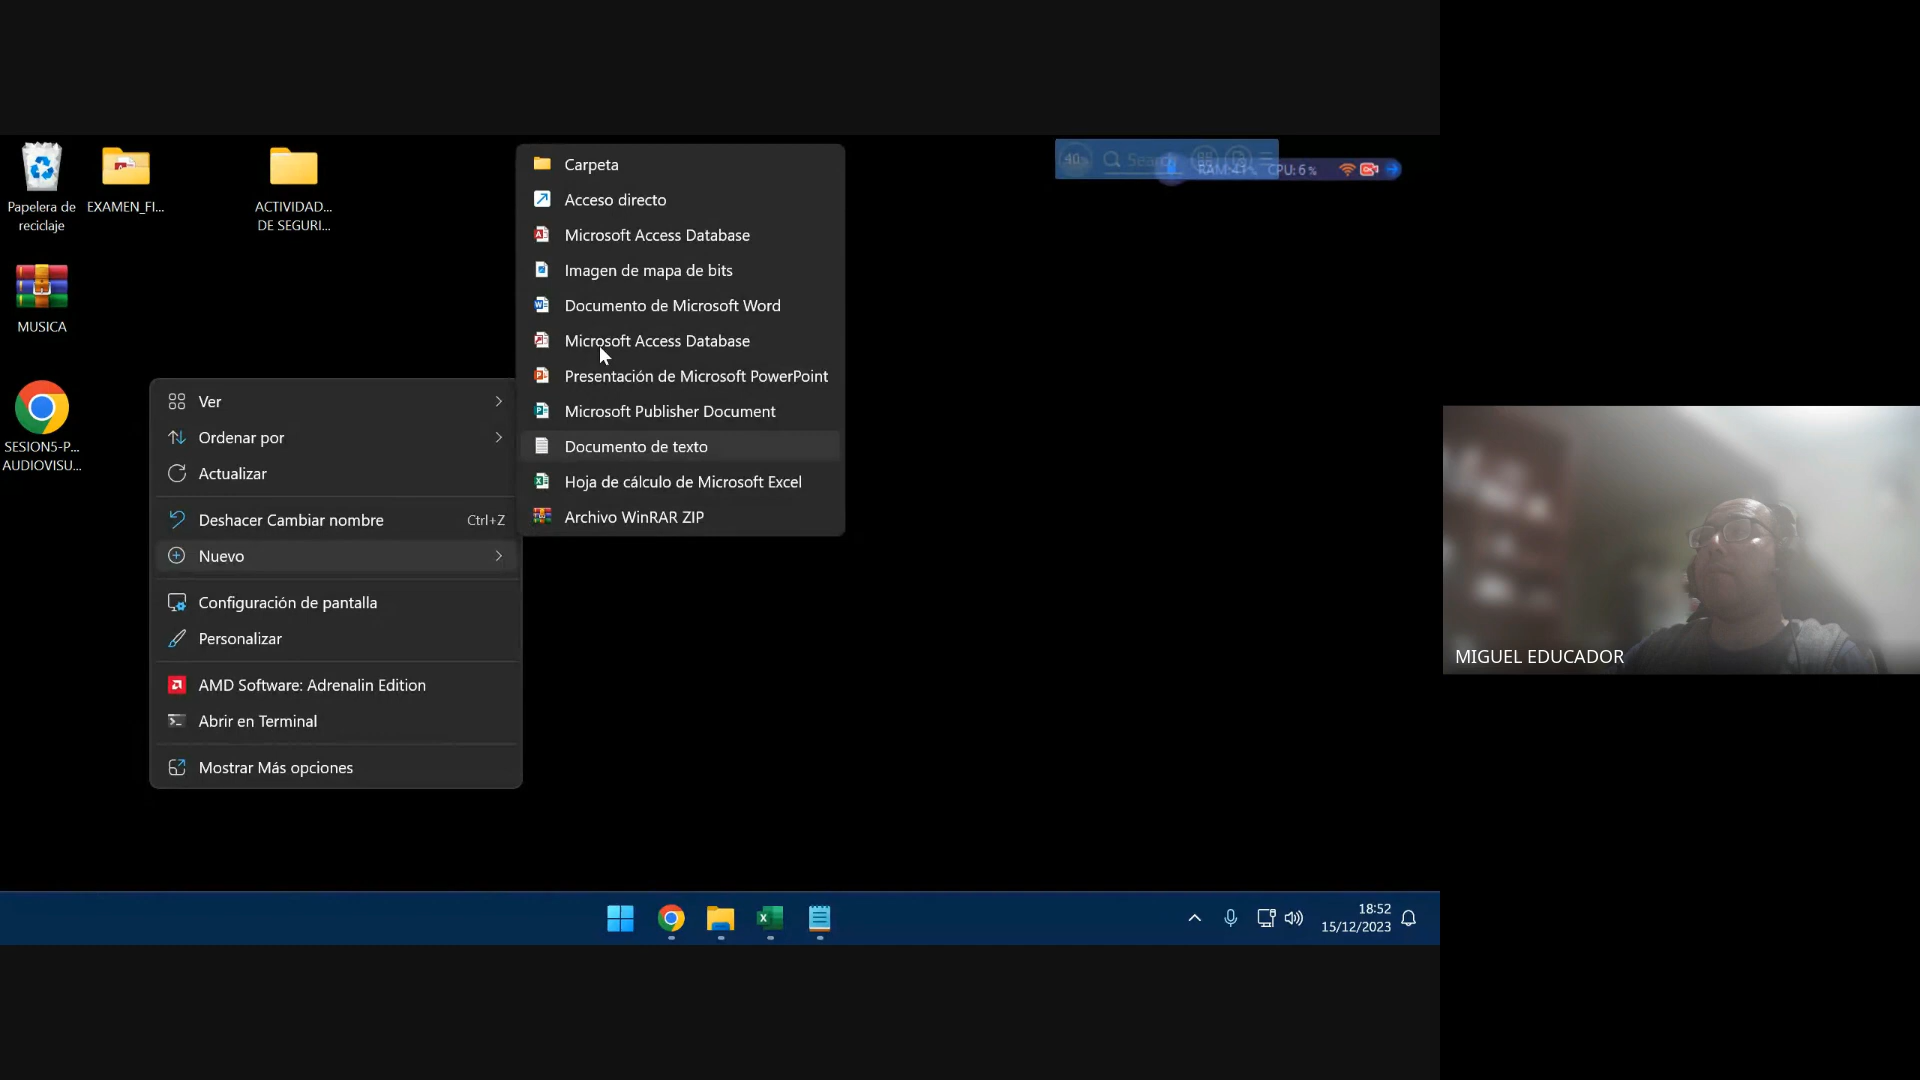 Papelera de
reciclaje
EXAMEN_FI...
ACTIVIDAD...
DE SEGURI...
MUSICA
SESION5-P...
AUDIOVISU...
Ver
Ordenar por
Actualizar
Deshacer Cambiar nombre Ctrl+Z
Nuevo
Configuración de pantalla
Personalizar
AMD Software: Adrenalin Edition
Abrir en Terminal
Mostrar Más opciones
Carpeta
Acceso directo
Microsoft Access Database
Imagen de mapa de bits
Documento de Microsoft Word
Microsoft Access Database
Presentación de Microsoft PowerPoint
Microsoft Publisher Document
Documento de texto
Hoja de cálculo de Microsoft Excel
Archivo WinRAR ZIP
40%
RAM:41% CPU:6%
MIGUEL EDUCADOR
18:52
15/12/2023